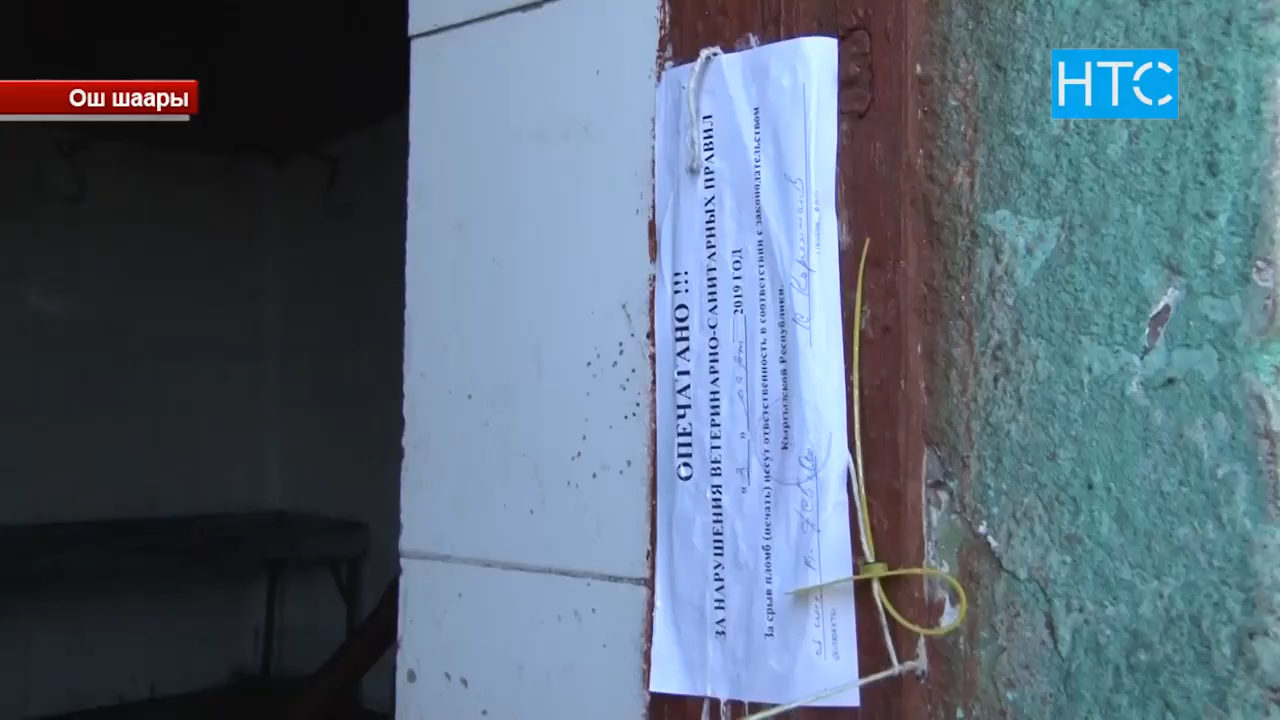 Ош шаары
НТС
ОПЕЧАТАНО !!!
ЗА НАРУШЕНИЯ ВЕТЕРИНАРНО-САНИТАРНЫХ ПРАВИЛ
« 3 » 2019 ГОД
За срыв пломб (печать) несут ответственность в соответствии с законодательством
Кыргызской Республики.